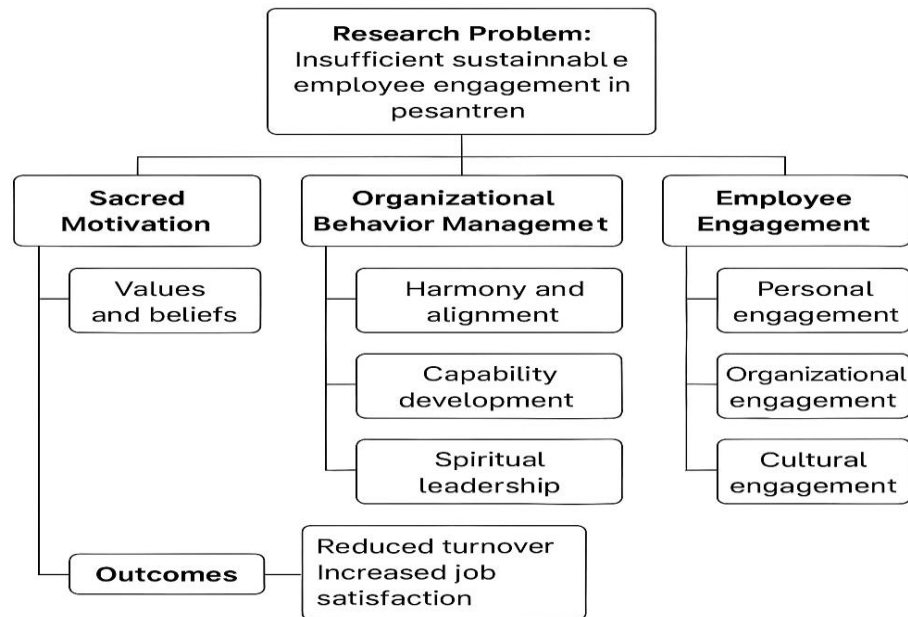 Research Problem:
Insufficient sustainnabl e
employee engagement in
pesantren
Sacred
Motivation
Values
and beliefs
Organizational
Behavior Managemet
Harmony and
alignment
Capability
development
Spiritual
leadership
Employee
Engagement
Personal
engagement
Organizational
engagement
Cultural
engagement
Outcomes
Reduced turnover
Increased job
satisfaction